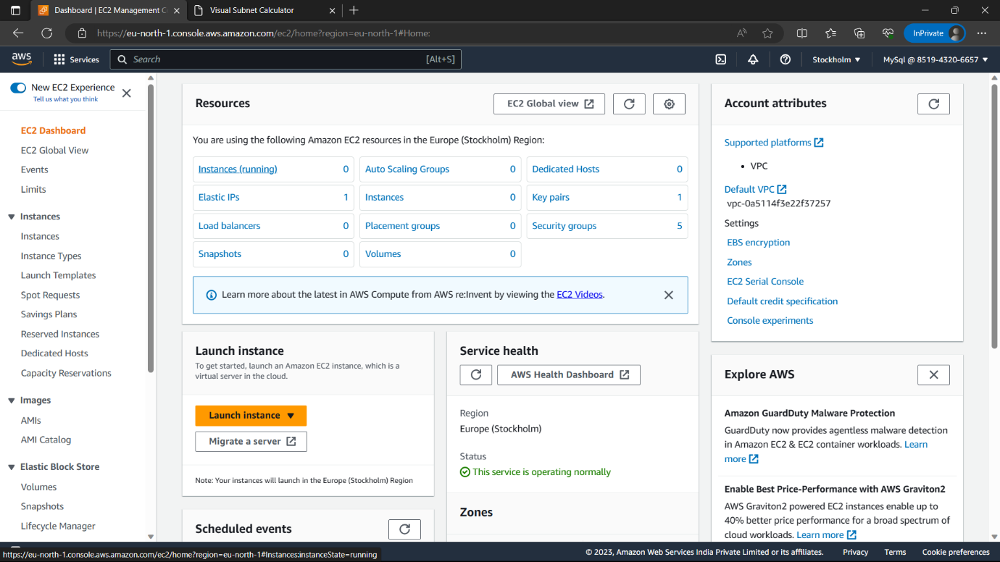 Dashboard | EC2 Management C
Visual Subnet Calculator
https://eu-north-1.console.aws.amazon.com/ec2/home?region=eu-north-1#Home:
InPrivate
aws
Services
Search
[Alt+S]
Stockholm
MySql @ 8519-4320-6657
New EC2 Experience
Tell us what you think
EC2 Dashboard
EC2 Global View
Events
Limits
Instances
Instances
Instance Types
Launch Templates
Spot Requests
Savings Plans
Reserved Instances
Dedicated Hosts
Capacity Reservations
Images
AMIs
AMI Catalog
Elastic Block Store
Volumes
Snapshots
Lifecycle Manager
Resources
EC2 Global view
You are using the following Amazon EC2 resources in the Europe (Stockholm) Region:
Instances (running) 0
Auto Scaling Groups 0
Dedicated Hosts 0
Elastic IPs 1
Instances 0
Key pairs 1
Load balancers 0
Placement groups 0
Security groups 5
Snapshots 0
Volumes 0
Learn more about the latest in AWS Compute from AWS re:Invent by viewing the EC2 Videos.
Launch instance
To get started, launch an Amazon EC2 instance, which is a
virtual server in the cloud.
Launch instance
Migrate a server
Note: Your instances will launch in the Europe (Stockholm) Region
Scheduled events
Service health
AWS Health Dashboard
Region
Europe (Stockholm)
Status
This service is operating normally
Zones
Account attributes
Supported platforms
• VPC
Default VPC
vpc-0a5114f3e22f37257
Settings
EBS encryption
Zones
EC2 Serial Console
Default credit specification
Console experiments
Explore AWS
Amazon GuardDuty Malware Protection
GuardDuty now provides agentless malware detection
in Amazon EC2 & EC2 container workloads. Learn
more
Enable Best Price-Performance with AWS Graviton2
AWS Graviton2 powered EC2 instances enable up to
40% better price performance for a broad spectrum of
cloud workloads. Learn more
https://eu-north-1.console.aws.amazon.com/ec2/home?region=eu-north-1#Instances:instanceState=running
© 2023, Amazon Web Services India Private Limited or its affiliates.
Privacy
Terms
Cookie preferences